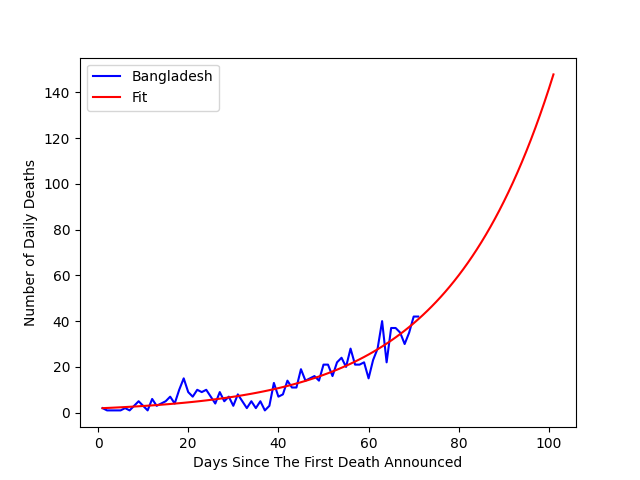 Bangladesh
Fit
140
120
100
80
60
40
20
0
Number of Daily Deaths
0 20 40 60 80 100
Days Since The First Death Announced